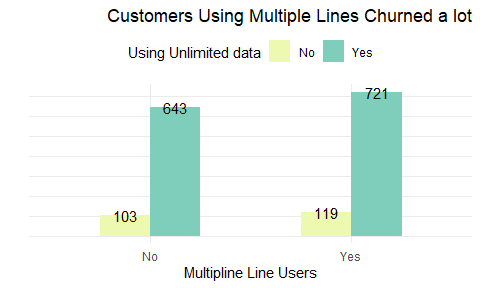 Customers Using Multiple Lines Churned a lot
Using Unlimited data No Yes
103 643 119 721
No Yes
Multipline Line Users